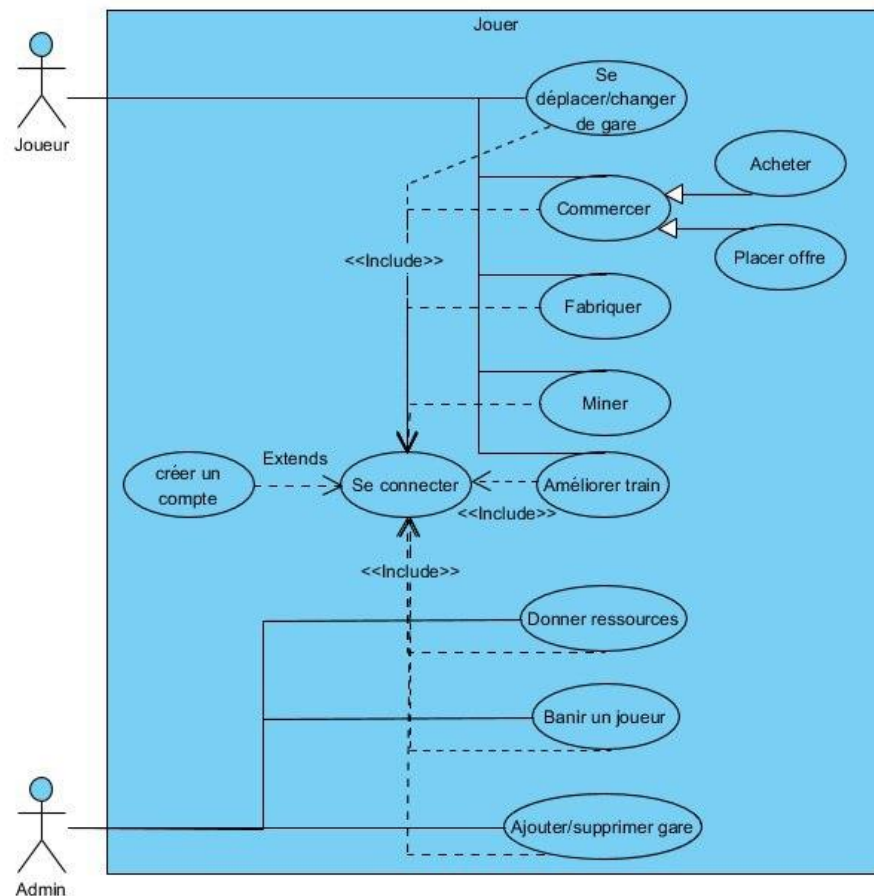 Jouer
Joueur
Se
déplacer/changer
de gare
Acheter
Commercer
Placer offre
<<Include>>
Fabriquer
Miner
créer un
compte
Extends
Se connecter
Améliorer train
<<Include>>
<<Include>>
Donner ressources
Banir un joueur
Ajouter/supprimer gare
Admin